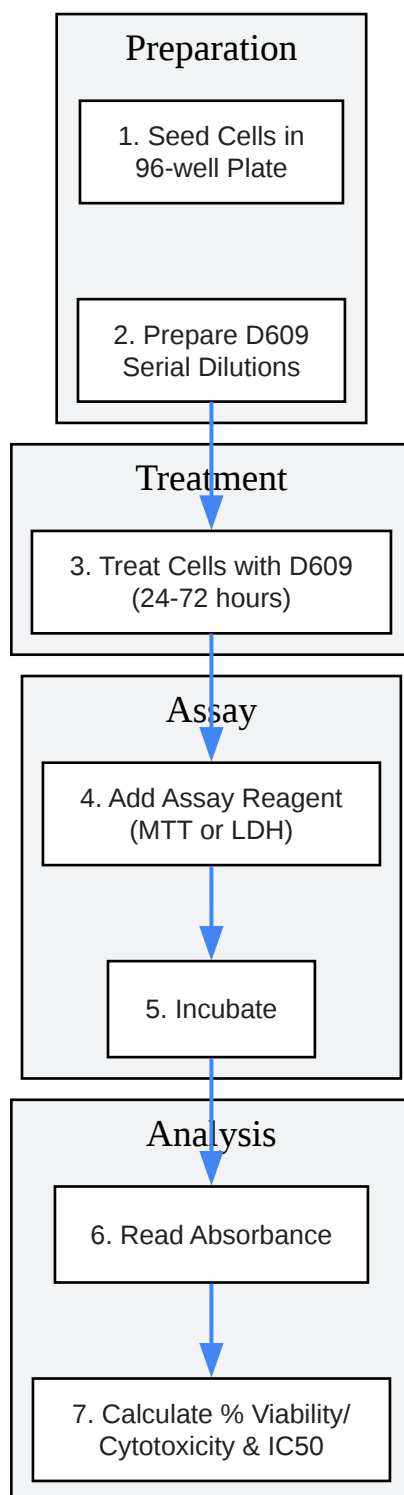 Preparation
1. Seed Cells in
96-well Plate
2. Prepare D609
Serial Dilutions
Treatment
3. Treat Cells with D609
(24-72 hours)
Assay
4. Add Assay Reagent
(MTT or LDH)
5. Incubate
Analysis
6. Read Absorbance
7. Calculate % Viability/
Cytotoxicity & IC50